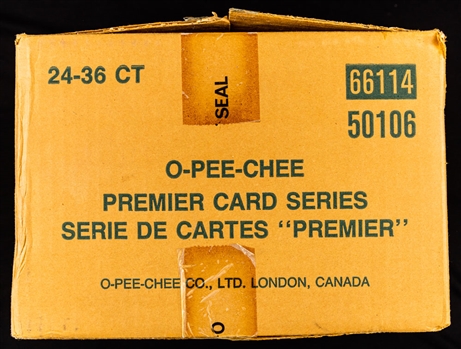 24-36 CT
66114
50106
SEAL
O-PEE-CHEE
PREMIER CARD SERIES
SERIE DE CARTES "PREMIER"
O-PEE-CHEE CO., LTD. LONDON, CANADA
O